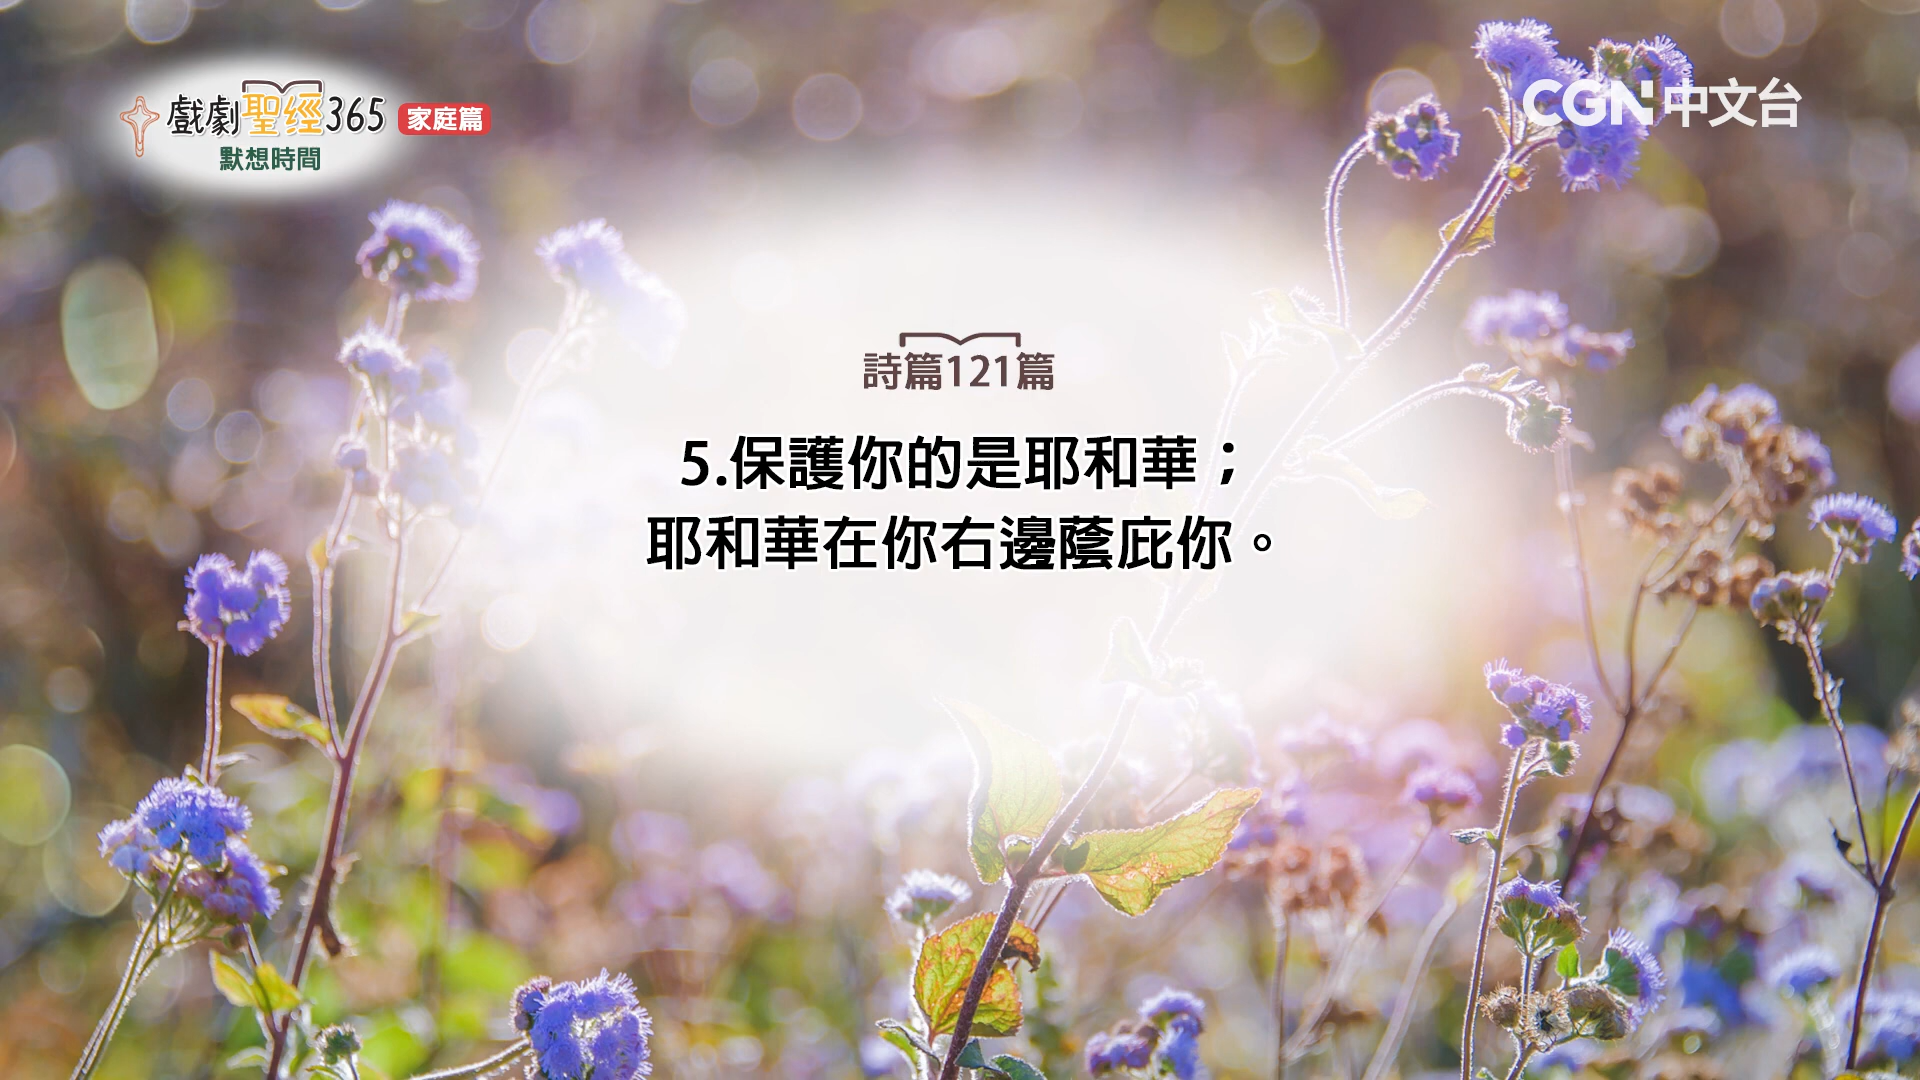 戲劇聖經365 家庭篇
默想時間
CGN中文台
詩篇121篇
5.保護你的是耶和華；
耶和華在你右邊蔭庇你。